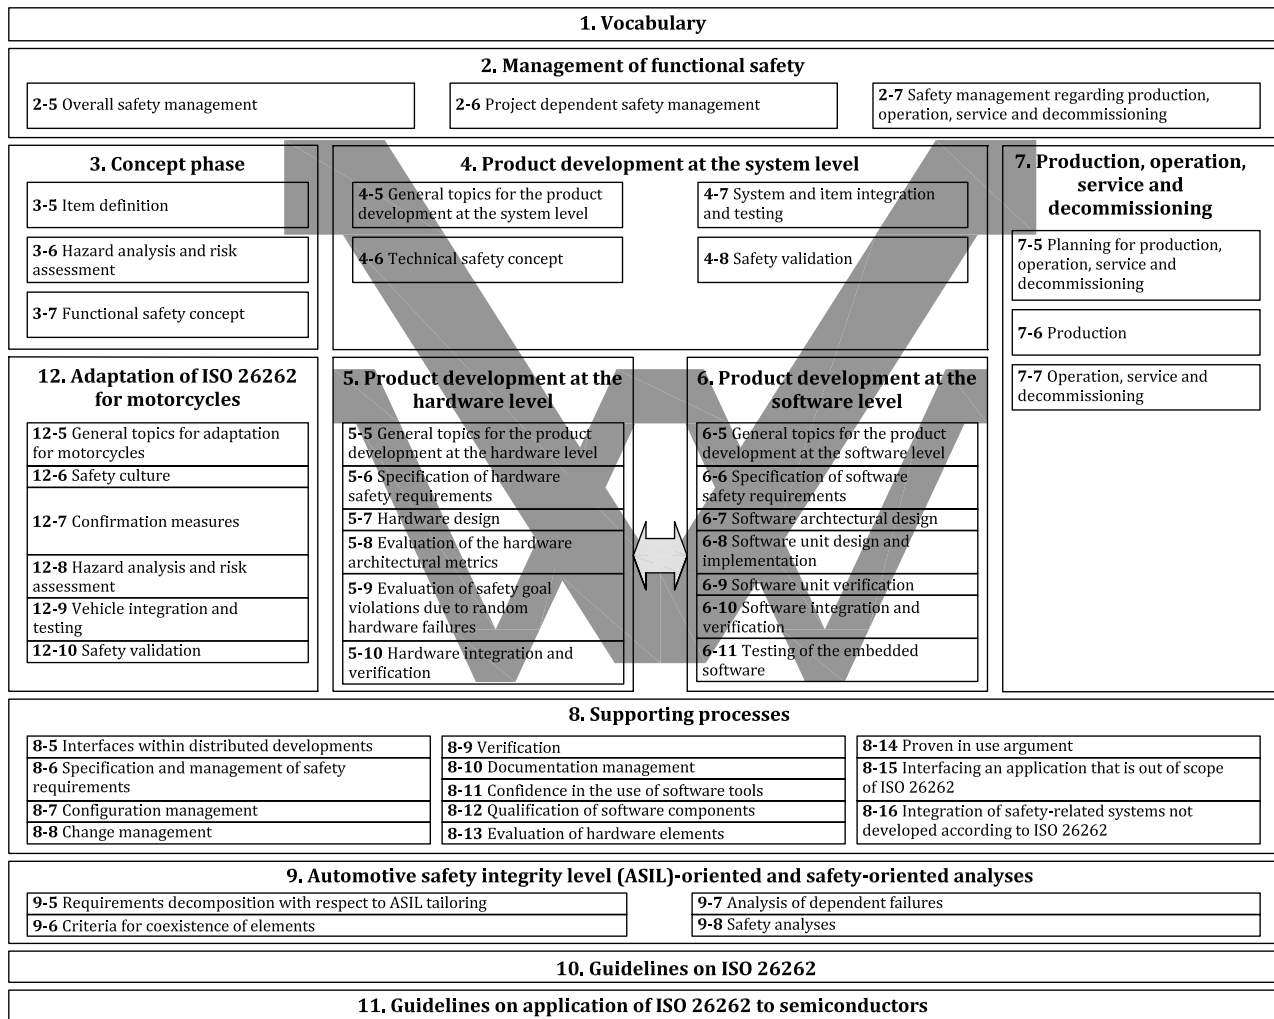 1. Vocabulary
2. Management of functional safety
2-5 Overall safety management
2-6 Project dependent safety management
2-7 Safety management regarding production,
operation, service and decommissioning
3. Concept phase
3-5 Item definition
3-6 Hazard analysis and risk
assessment
3-7 Functional safety concept
4. Product development at the system level
4-5 General topics for the product
development at the system level
4-6 Technical safety concept
4-7 System and item integration
and testing
4-8 Safety validation
7. Production, operation,
service and
decommissioning
7-5 Planning for production,
operation, service and
decommissioning
7-6 Production
7-7 Operation, service and
decommissioning
12. Adaptation of ISO 26262
for motorcycles
12-5 General topics for adaptation
for motorcycles
12-6 Safety culture
12-7 Confirmation measures
12-8 Hazard analysis and risk
assessment
12-9 Vehicle integration and
testing
12-10 Safety validation
5. Product development at the
hardware level
5-5 General topics for the product
development at the hardware level
5-6 Specification of hardware
safety requirements
5-7 Hardware design
5-8 Evaluation of the hardware
architectural metrics
5-9 Evaluation of safety goal
violations due to random
hardware failures
5-10 Hardware integration and
verification
6. Product development at the
software level
6-5 General topics for the product
development at the software level
6-6 Specification of software
safety requirements
6-7 Software archtectural design
6-8 Software unit design and
implementation
6-9 Software unit verification
6-10 Software integration and
verification
6-11 Testing of the embedded
software
8. Supporting processes
8-5 Interfaces within distributed developments
8-6 Specification and management of safety
requirements
8-7 Configuration management
8-8 Change management
8-9 Verification
8-10 Documentation management
8-11 Confidence in the use of software tools
8-12 Qualification of software components
8-13 Evaluation of hardware elements
8-14 Proven in use argument
8-15 Interfacing an application that is out of scope
of ISO 26262
8-16 Integration of safety-related systems not
developed according to ISO 26262
9. Automotive safety integrity level (ASIL)-oriented and safety-oriented analyses
9-5 Requirements decomposition with respect to ASIL tailoring
9-6 Criteria for coexistence of elements
9-7 Analysis of dependent failures
9-8 Safety analyses
10. Guidelines on ISO 26262
11. Guidelines on application of ISO 26262 to semiconductors